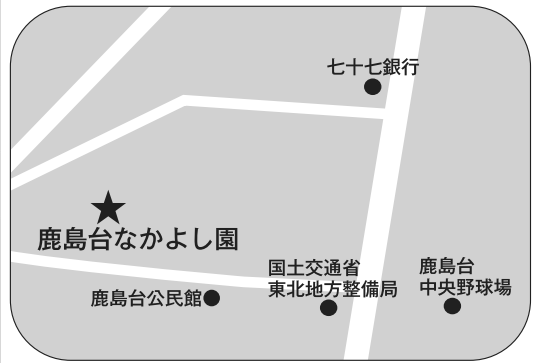 七十七銀行
鹿島台なかよし園
国土交通省
東北地方整備局
鹿島台
中央野球場
鹿島台公民館